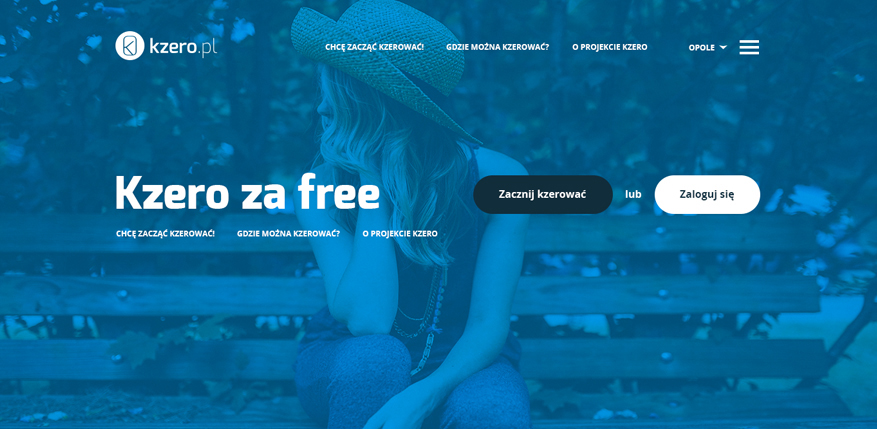 kzero.pl
CHCĘ ZACZĄĆ KZEROWAĆ!
GDZIE MOŻNA KZEROWAĆ?
O PROJEKCIE KZERO
OPOLE
Kzero za free
Zacznij kzerować
lub
Zaloguj się
CHCĘ ZACZĄĆ KZEROWAĆ!
GDZIE MOŻNA KZEROWAĆ?
O PROJEKCIE KZERO